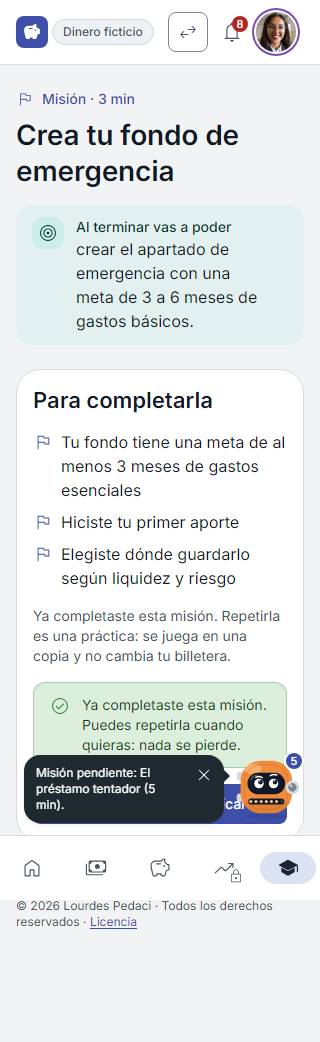 Dinero ficticio
8
Misión · 3 min
Crea tu fondo de
emergencia
Al terminar vas a poder
crear el apartado de
emergencia con una
meta de 3 a 6 meses de
gastos básicos.
Para completarla
Tu fondo tiene una meta de al
menos 3 meses de gastos
esenciales
Hiciste tu primer aporte
Elegiste dónde guardarlo
según liquidez y riesgo
Ya completaste esta misión. Repetirla
es una práctica: se juega en una
copia y no cambia tu billetera.
Ya completaste esta misión.
Puedes repetirla cuando
quieras: nada se pierde.
Misión pendiente: El
préstamo tentador (5
min).
5
© 2026 Lourdes Pedaci · Todos los derechos
reservados · Licencia